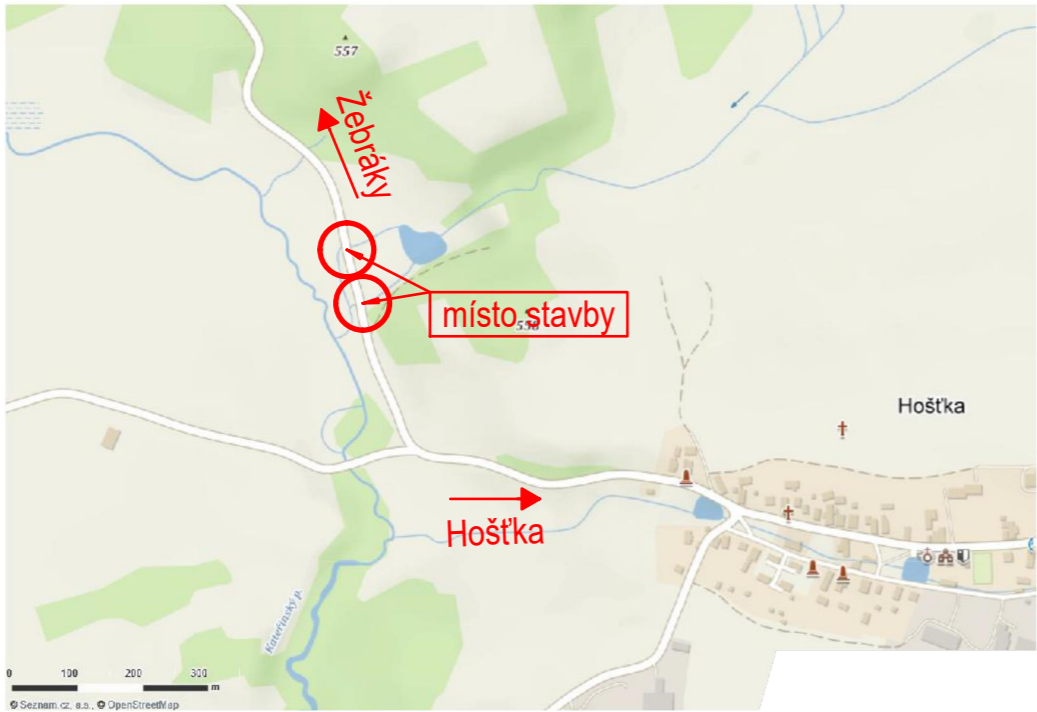 557
Žebráky
místo stavby
558
Hošťka
Hošťka
Kateřinský p.
0 100 200 300
m
© Seznam.cz, a.s., © OpenStreetMap